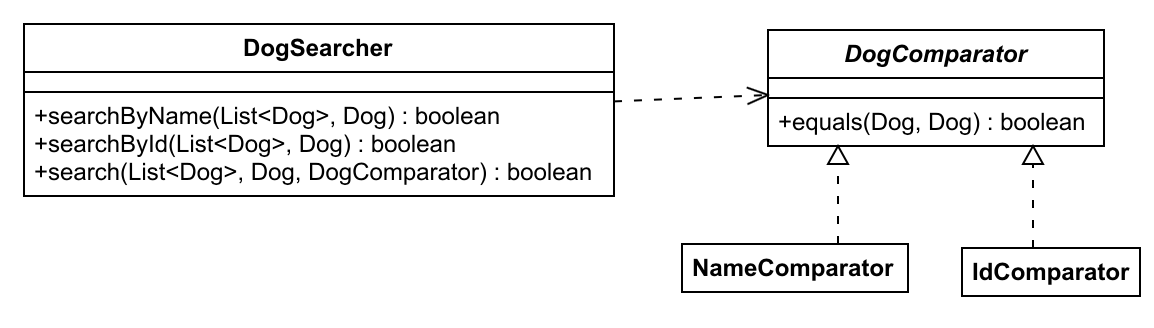 DogSearcher
+searchByName(List<Dog>, Dog) : boolean
+searchById(List<Dog>, Dog) : boolean
+search(List<Dog>, Dog, DogComparator) : boolean
DogComparator
+equals(Dog, Dog) : boolean
NameComparator
IdComparator